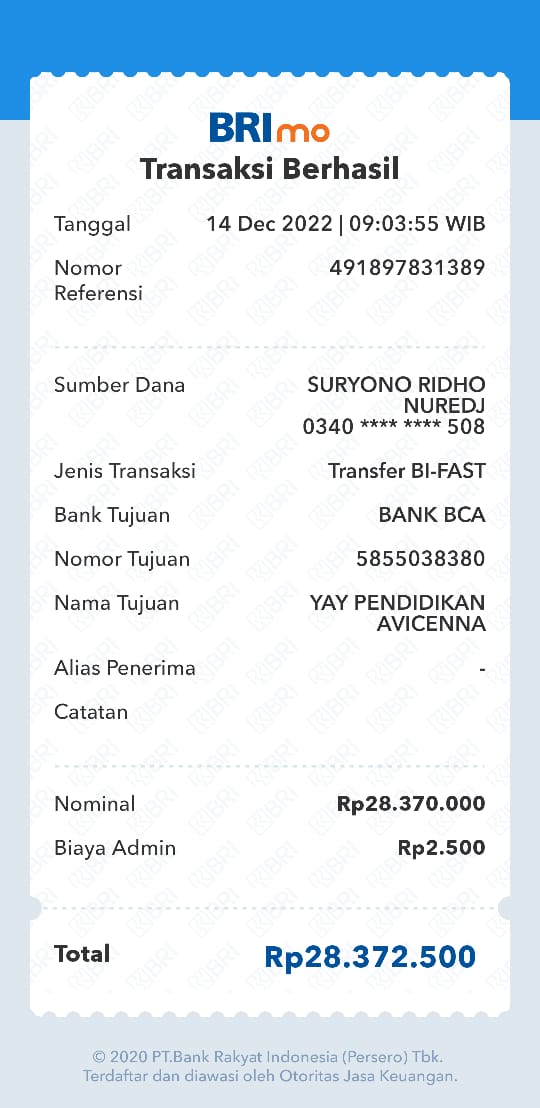 BRImo
Transaksi Berhasil
Tanggal 14 Dec 2022 | 09:03:55 WIB
Nomor Referensi 491897831389
Sumber Dana SURYONO RIDHO
NUREDJ
0340 **** **** 508
Jenis Transaksi Transfer BI-FAST
Bank Tujuan BANK BCA
Nomor Tujuan 5855038380
Nama Tujuan YAY PENDIDIKAN
AVICENNA
Alias Penerima -
Catatan
Nominal Rp28.370.000
Biaya Admin Rp2.500
Total Rp28.372.500
© 2020 PT.Bank Rakyat Indonesia (Persero) Tbk.
Terdaftar dan diawasi oleh Otoritas Jasa Keuangan.